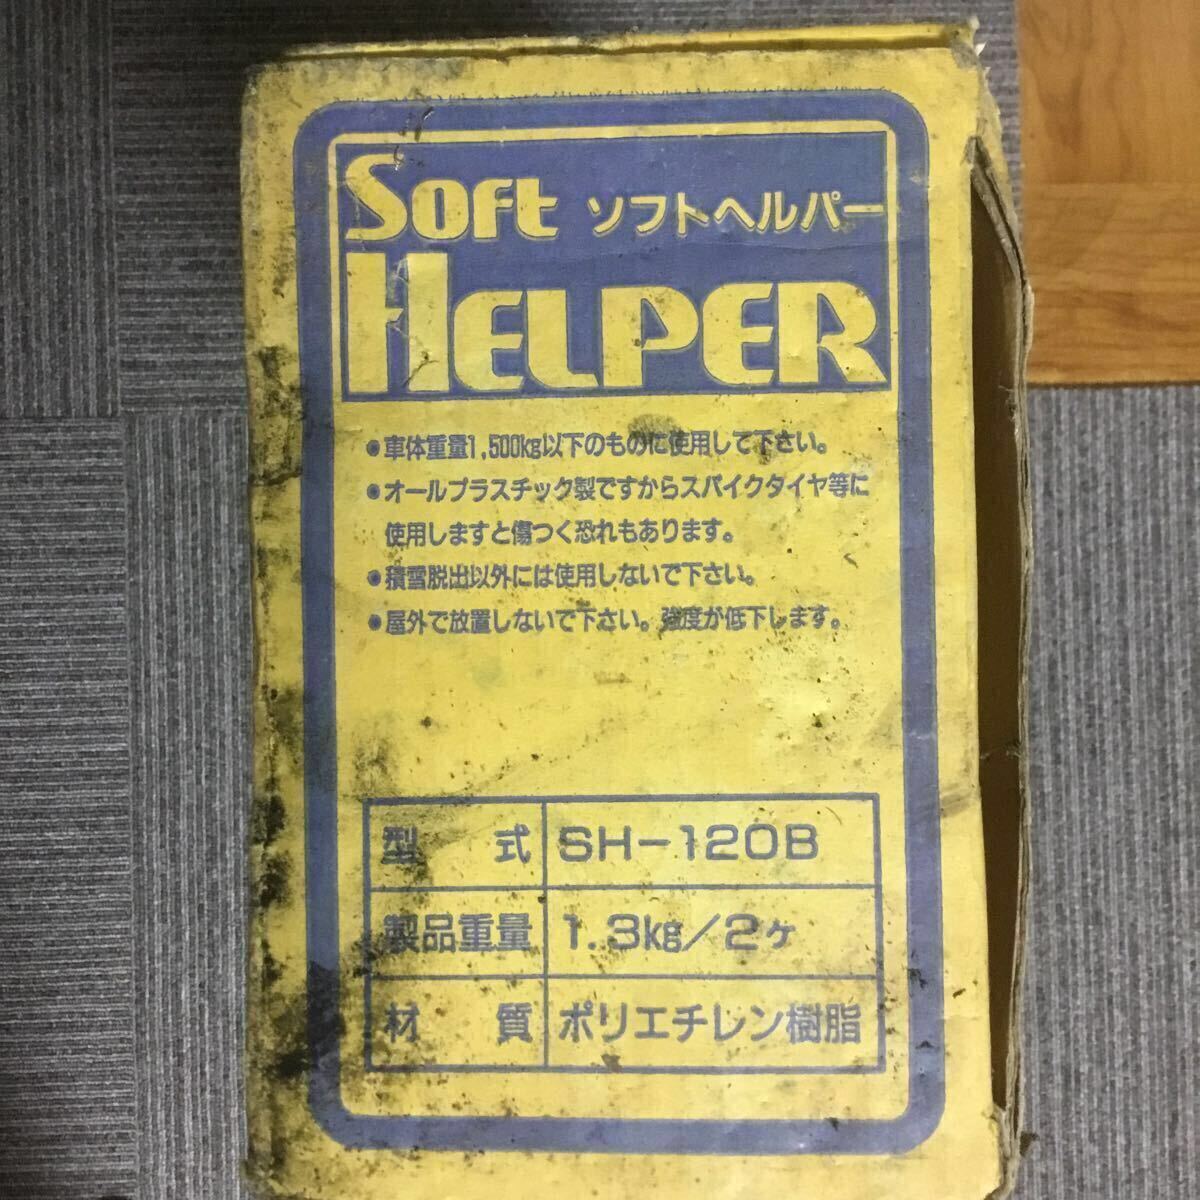 Soft ソフトヘルパー
HELPER
●車体重量1,500kg以下のものに使用して下さい。
●オールプラスチック製ですからスパイクタイヤ等に
使用しますと傷つく恐れもあります。
●積雪脱出以外には使用しないで下さい。
●屋外で放置しないで下さい。強度が低下します。
型 式 SH-120B
製品重量 1.3kg/2ヶ
材 質 ポリエチレン樹脂